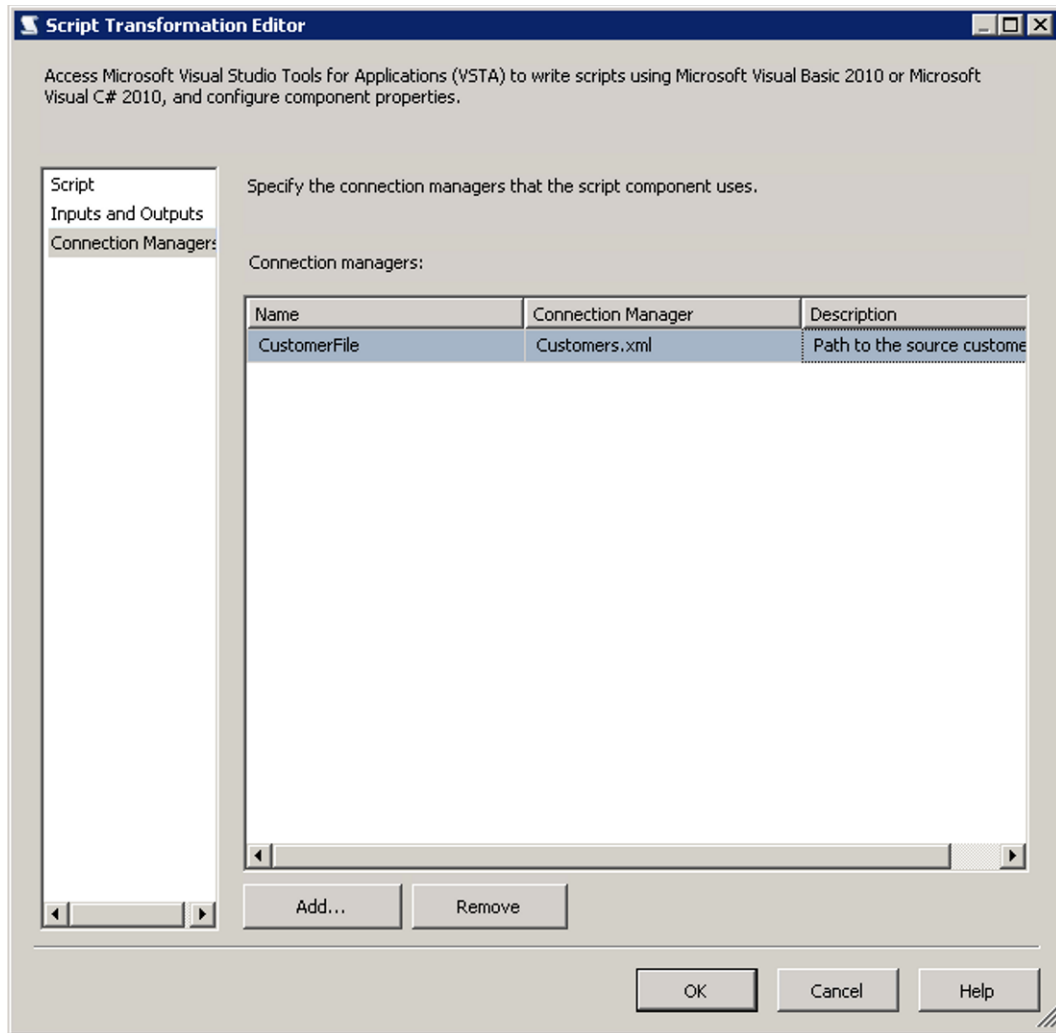 Script Transformation Editor
Access Microsoft Visual Studio Tools for Applications (VSTA) to write scripts using Microsoft Visual Basic 2010 or Microsoft
Visual C# 2010, and configure component properties.
Script
Inputs and Outputs
Connection Managers
Specify the connection managers that the script component uses.
Connection managers:
Name Connection Manager Description
CustomerFile Customers.xml Path to the source custome
Add... Remove
OK Cancel Help